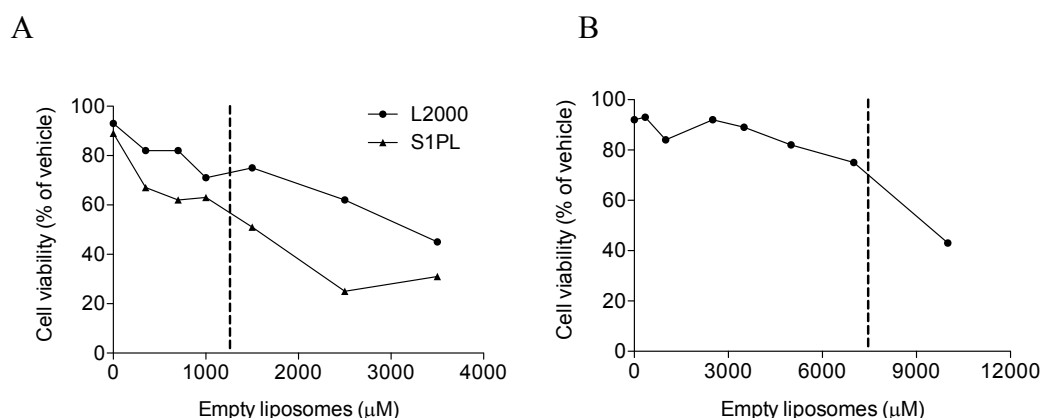 A
B
Cell viability (% of vehicle)
100
80
60
40
20
0
L2000
S1PL
0 1000 2000 3000 4000
Empty liposomes (μM)
Cell viability (% of vehicle)
100
80
60
40
20
0
0 3000 6000 9000 12000
Empty liposomes (μM)